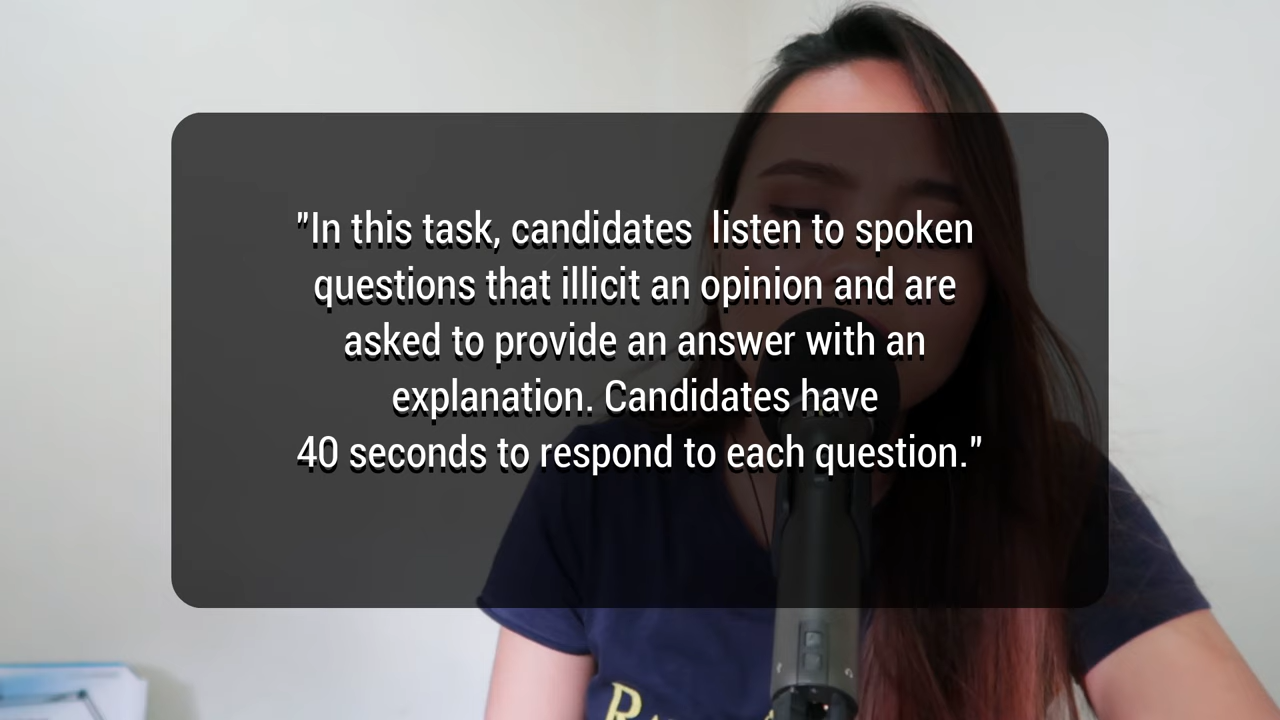 "In this task, candidates  listen to spoken
questions that illicit an opinion and are
asked to provide an answer with an
explanation. Candidates have
40 seconds to respond to each question."
R